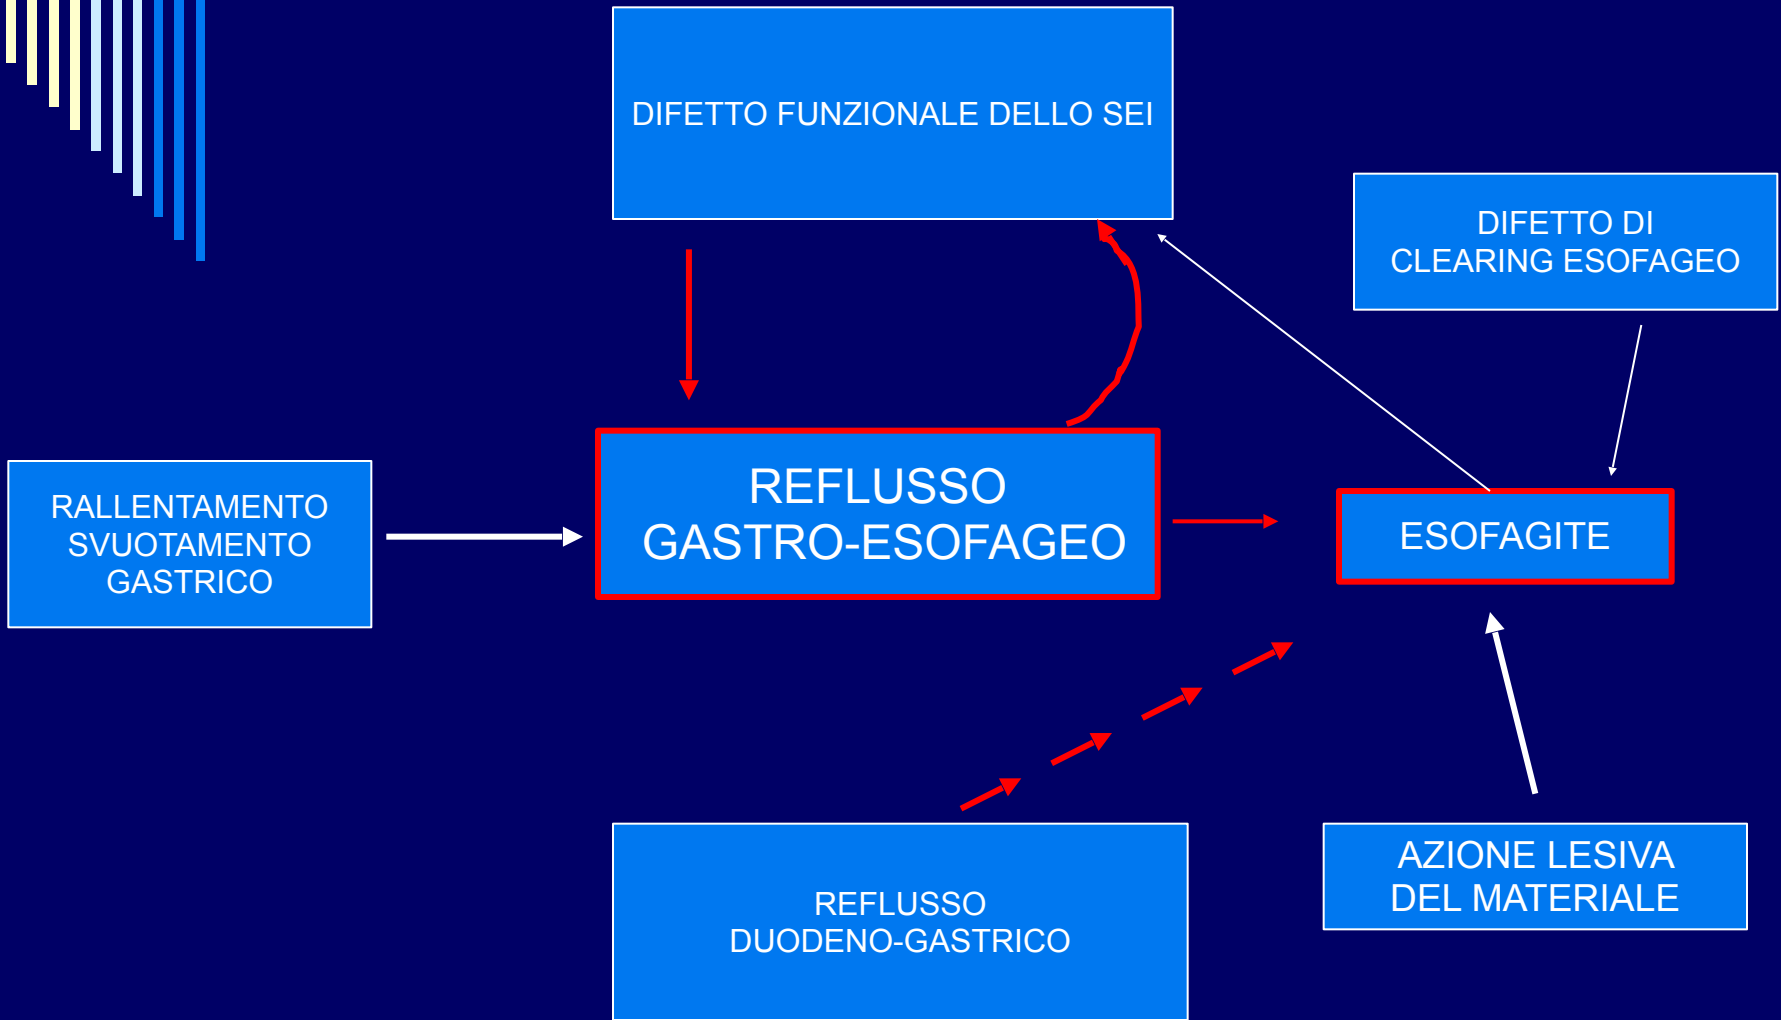 DIFETTO FUNZIONALE DELLO SEI
DIFETTO DI
CLEARING ESOFAGEO
RALLENTAMENTO
SVUOTAMENTO
GASTRICO
REFLUSSO
GASTRO-ESOFAGEO
ESOFAGITE
REFLUSSO
DUODENO-GASTRICO
AZIONE LESIVA
DEL MATERIALE